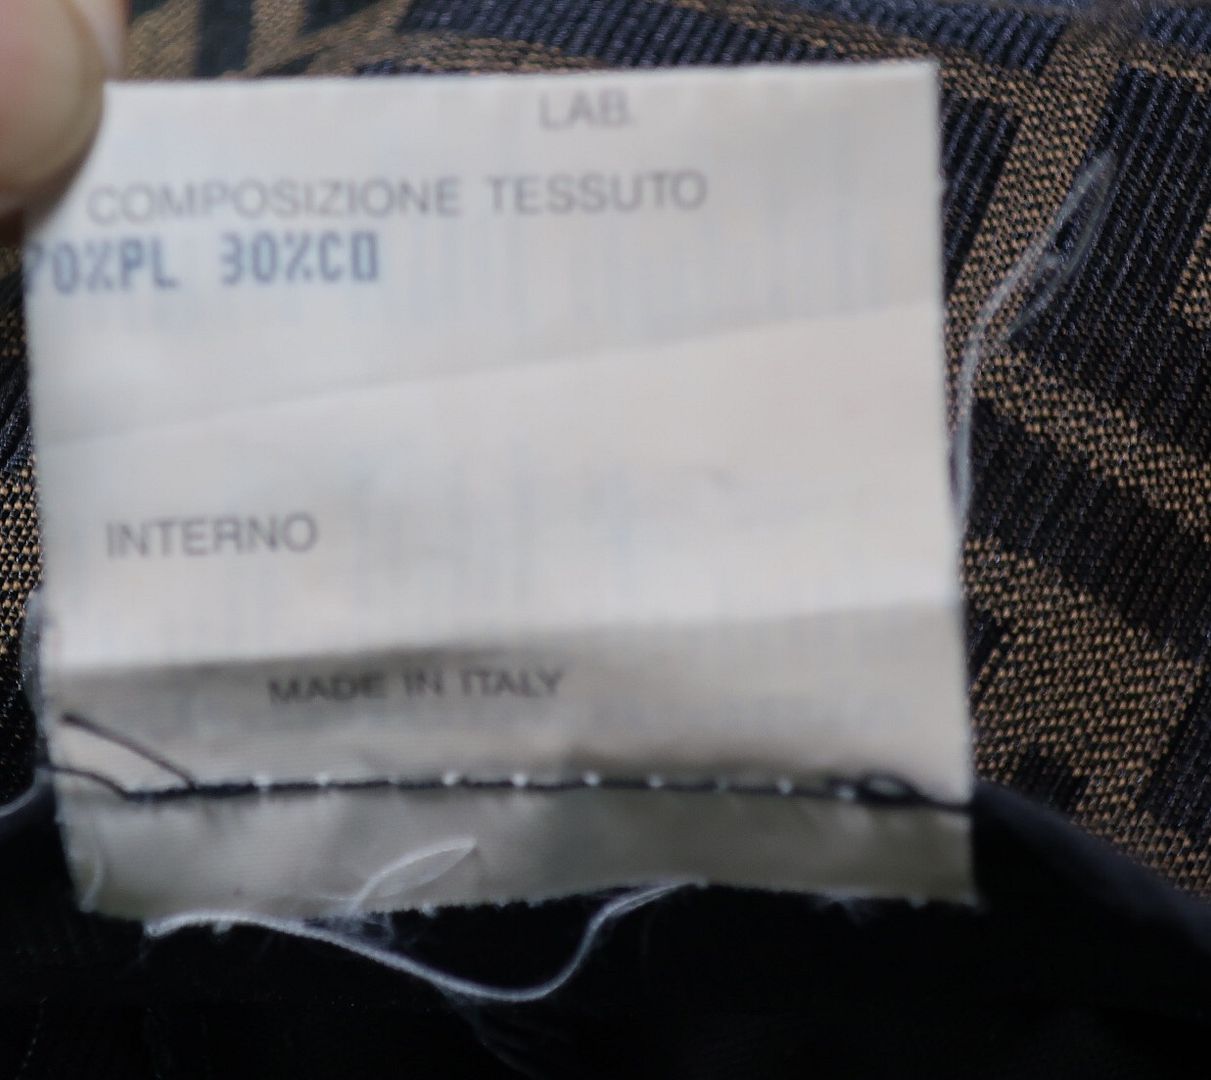 LAB.
COMPOSIZIONE TESSUTO
70%PL 30%CO
INTERNO
MADE IN ITALY